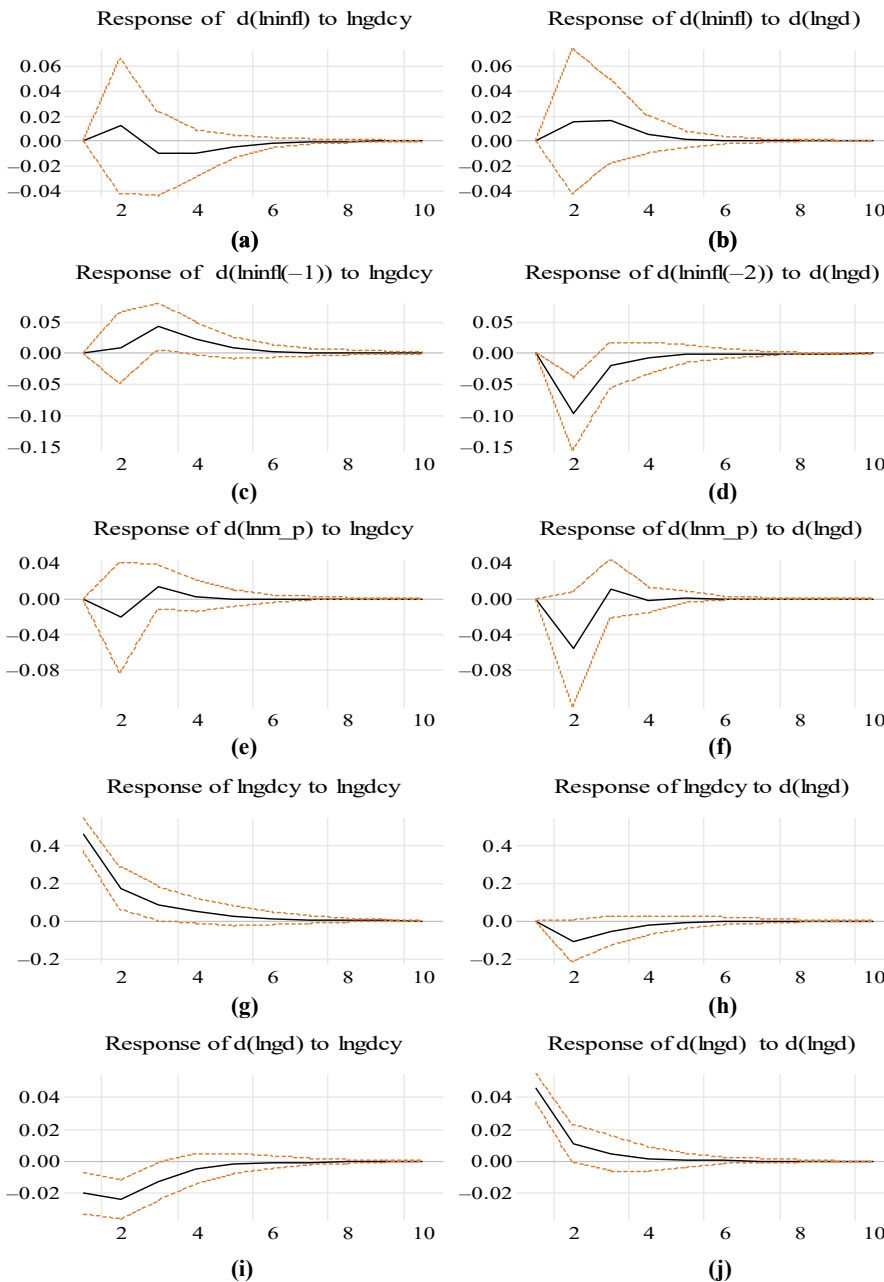 Response of d(lninfl) to lngdcy
Response of d(lninfl) to d(lngd)
0.06
0.04
0.02
0.00
−0.02
−0.04
2 4 6 8 10
0.06
0.04
0.02
0.00
−0.02
−0.04
2 4 6 8 10
(a)
(b)
Response of d(lninfl(−1)) to lngdcy
Response of d(lninfl(−2)) to d(lngd)
0.05
0.00
−0.05
−0.10
−0.15
2 4 6 8 10
0.05
0.00
−0.05
−0.10
−0.15
2 4 6 8 10
(c)
(d)
Response of d(lnm_p) to lngdcy
Response of d(lnm_p) to d(lngd)
0.04
0.00
−0.04
−0.08
2 4 6 8 10
0.04
0.00
−0.04
−0.08
2 4 6 8 10
(e)
(f)
Response of lngdcy to lngdcy
Response of lngdcy to d(lngd)
0.4
0.2
0.0
−0.2
2 4 6 8 10
0.4
0.2
0.0
−0.2
2 4 6 8 10
(g)
(h)
Response of d(lngd) to lngdcy
Response of d(lngd) to d(lngd)
0.04
0.02
0.00
−0.02
2 4 6 8 10
0.04
0.02
0.00
−0.02
2 4 6 8 10
(i)
(j)